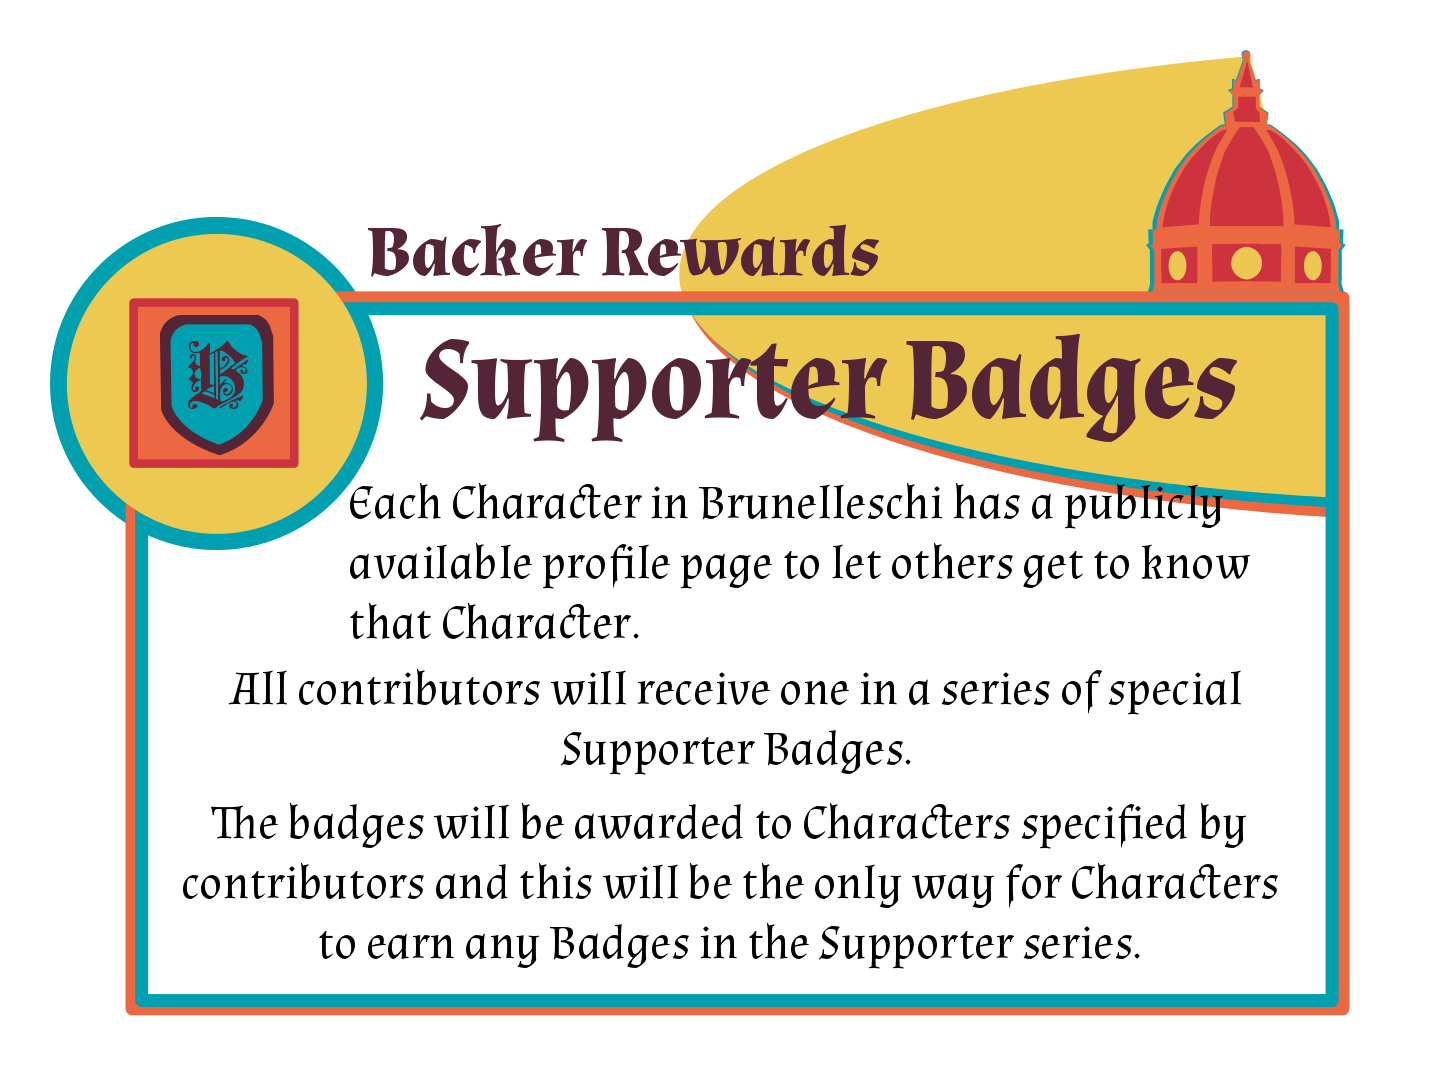 Backer Rewards
B
Supporter Badges
Each Character in Brunelleschi has a publicly
available profile page to let others get to know
that Character.
All contributors will receive one in a series of special
Supporter Badges.
The badges will be awarded to Characters specified by
contributors and this will be the only way for Characters
to earn any Badges in the Supporter series.